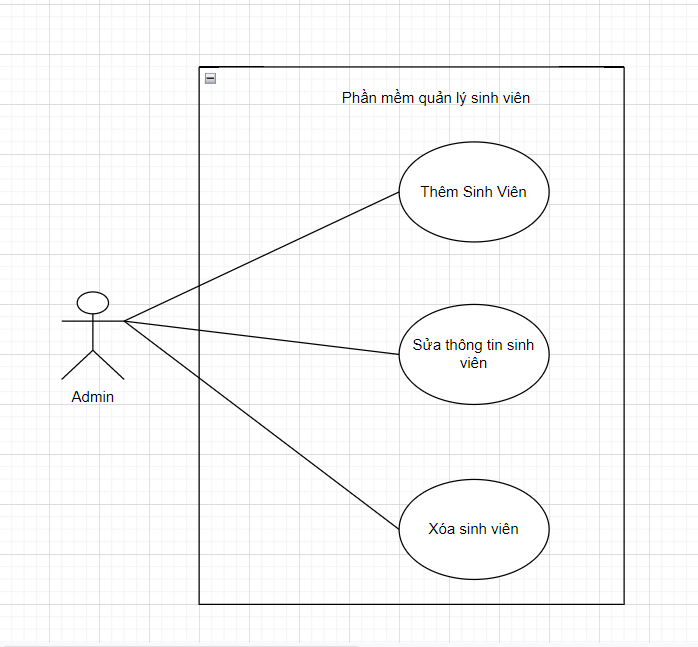 Phần mềm quản lý sinh viên
Thêm Sinh Viên
Sửa thông tin sinh
viên
Admin
Xóa sinh viên